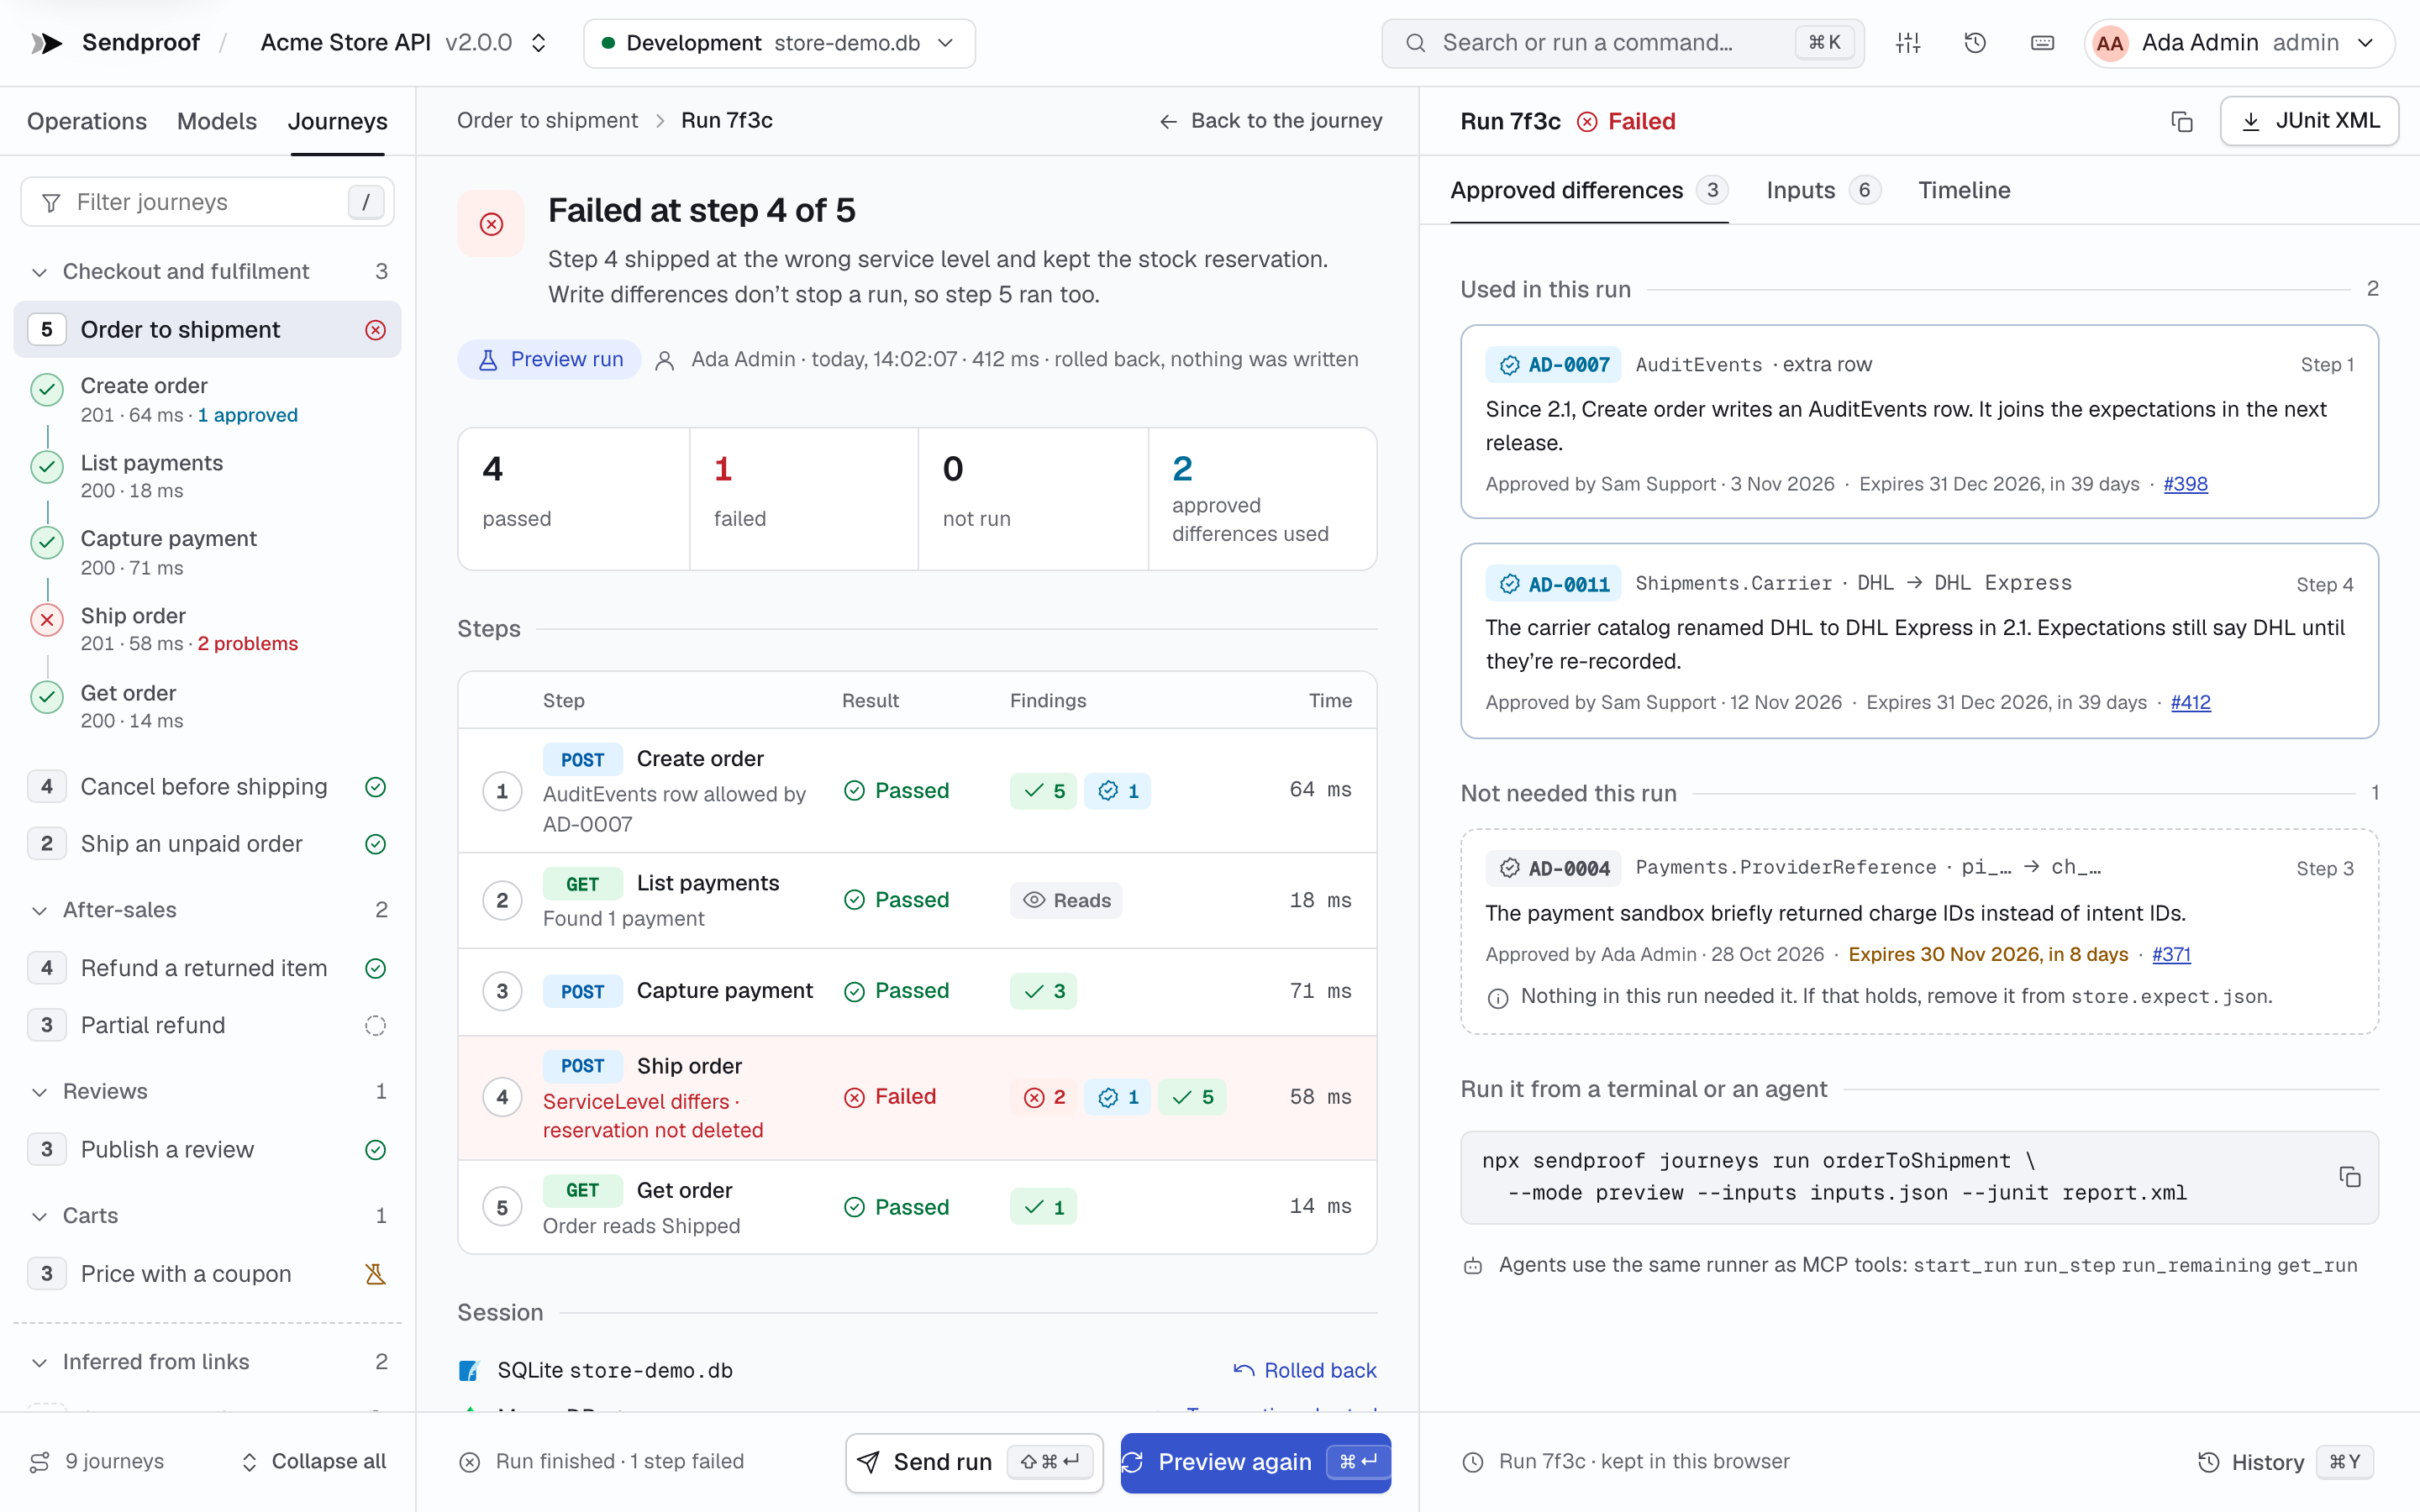 Sendproof / Acme Store API v2.0.0
Development store-demo.db
Search or run a command... ⌘K
AA Ada Admin admin
Operations Models Journeys
Filter journeys /
Checkout and fulfilment 3
5 Order to shipment
Create order
201 · 64 ms · 1 approved
List payments
200 · 18 ms
Capture payment
200 · 71 ms
Ship order
201 · 58 ms · 2 problems
Get order
200 · 14 ms
4 Cancel before shipping
2 Ship an unpaid order
After-sales 2
4 Refund a returned item
3 Partial refund
Reviews 1
3 Publish a review
Carts 1
3 Price with a coupon
Inferred from links 2
9 journeys Collapse all
Order to shipment > Run 7f3c
← Back to the journey
Failed at step 4 of 5
Step 4 shipped at the wrong service level and kept the stock reservation.
Write differences don’t stop a run, so step 5 ran too.
Preview run Ada Admin · today, 14:02:07 · 412 ms · rolled back, nothing was written
4 passed
1 failed
0 not run
2 approved
differences used
Steps
Step Result Findings Time
1 POST Create order Passed 5 1 64 ms
AuditEvents row allowed by
AD-0007
2 GET List payments Passed Reads 18 ms
Found 1 payment
3 POST Capture payment Passed 3 71 ms
4 POST Ship order Failed 2 1 5 58 ms
ServiceLevel differs ·
reservation not deleted
5 GET Get order Passed 1 14 ms
Order reads Shipped
Session
SQLite store-demo.db Rolled back
Run finished · 1 step failed
Send run ⇧⌘↵
Preview again ⌘↵
Run 7f3c Failed
JUnit XML
Approved differences 3 Inputs 6 Timeline
Used in this run 2
AD-0007 AuditEvents · extra row Step 1
Since 2.1, Create order writes an AuditEvents row. It joins the expectations in the next
release.
Approved by Sam Support · 3 Nov 2026 · Expires 31 Dec 2026, in 39 days · #398
AD-0011 Shipments.Carrier · DHL → DHL Express Step 4
The carrier catalog renamed DHL to DHL Express in 2.1. Expectations still say DHL until
they’re re-recorded.
Approved by Sam Support · 12 Nov 2026 · Expires 31 Dec 2026, in 39 days · #412
Not needed this run 1
AD-0004 Payments.ProviderReference · pi_… → ch_… Step 3
The payment sandbox briefly returned charge IDs instead of intent IDs.
Approved by Ada Admin · 28 Oct 2026 · Expires 30 Nov 2026, in 8 days · #371
Nothing in this run needed it. If that holds, remove it from store.expect.json.
Run it from a terminal or an agent
npx sendproof journeys run orderToShipment \
--mode preview --inputs inputs.json --junit report.xml
Agents use the same runner as MCP tools: start_run run_step run_remaining get_run
Run 7f3c · kept in this browser
History ⌘Y